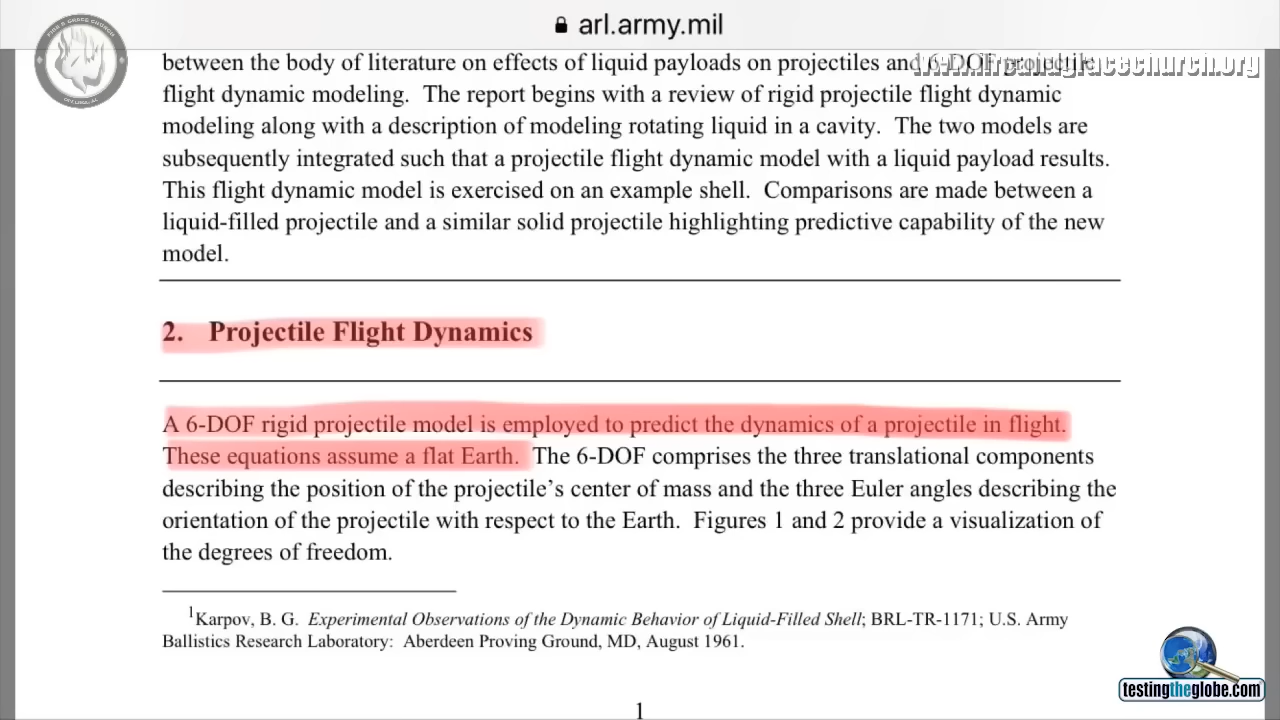 arl.army.mil
between the body of literature on effects of liquid payloads on projectiles and 6-DOF projectile
www.fireandgracechurch.org
flight dynamic modeling. The report begins with a review of rigid projectile flight dynamic
modeling along with a description of modeling rotating liquid in a cavity. The two models are
subsequently integrated such that a projectile flight dynamic model with a liquid payload results.
This flight dynamic model is exercised on an example shell. Comparisons are made between a
liquid-filled projectile and a similar solid projectile highlighting predictive capability of the new
model.
2. Projectile Flight Dynamics
A 6-DOF rigid projectile model is employed to predict the dynamics of a projectile in flight.
These equations assume a flat Earth. The 6-DOF comprises the three translational components
describing the position of the projectile’s center of mass and the three Euler angles describing the
orientation of the projectile with respect to the Earth. Figures 1 and 2 provide a visualization of
the degrees of freedom.
1Karpov, B. G. Experimental Observations of the Dynamic Behavior of Liquid-Filled Shell; BRL-TR-1171; U.S. Army
Ballistics Research Laboratory: Aberdeen Proving Ground, MD, August 1961.
testingtheglobe.com
1